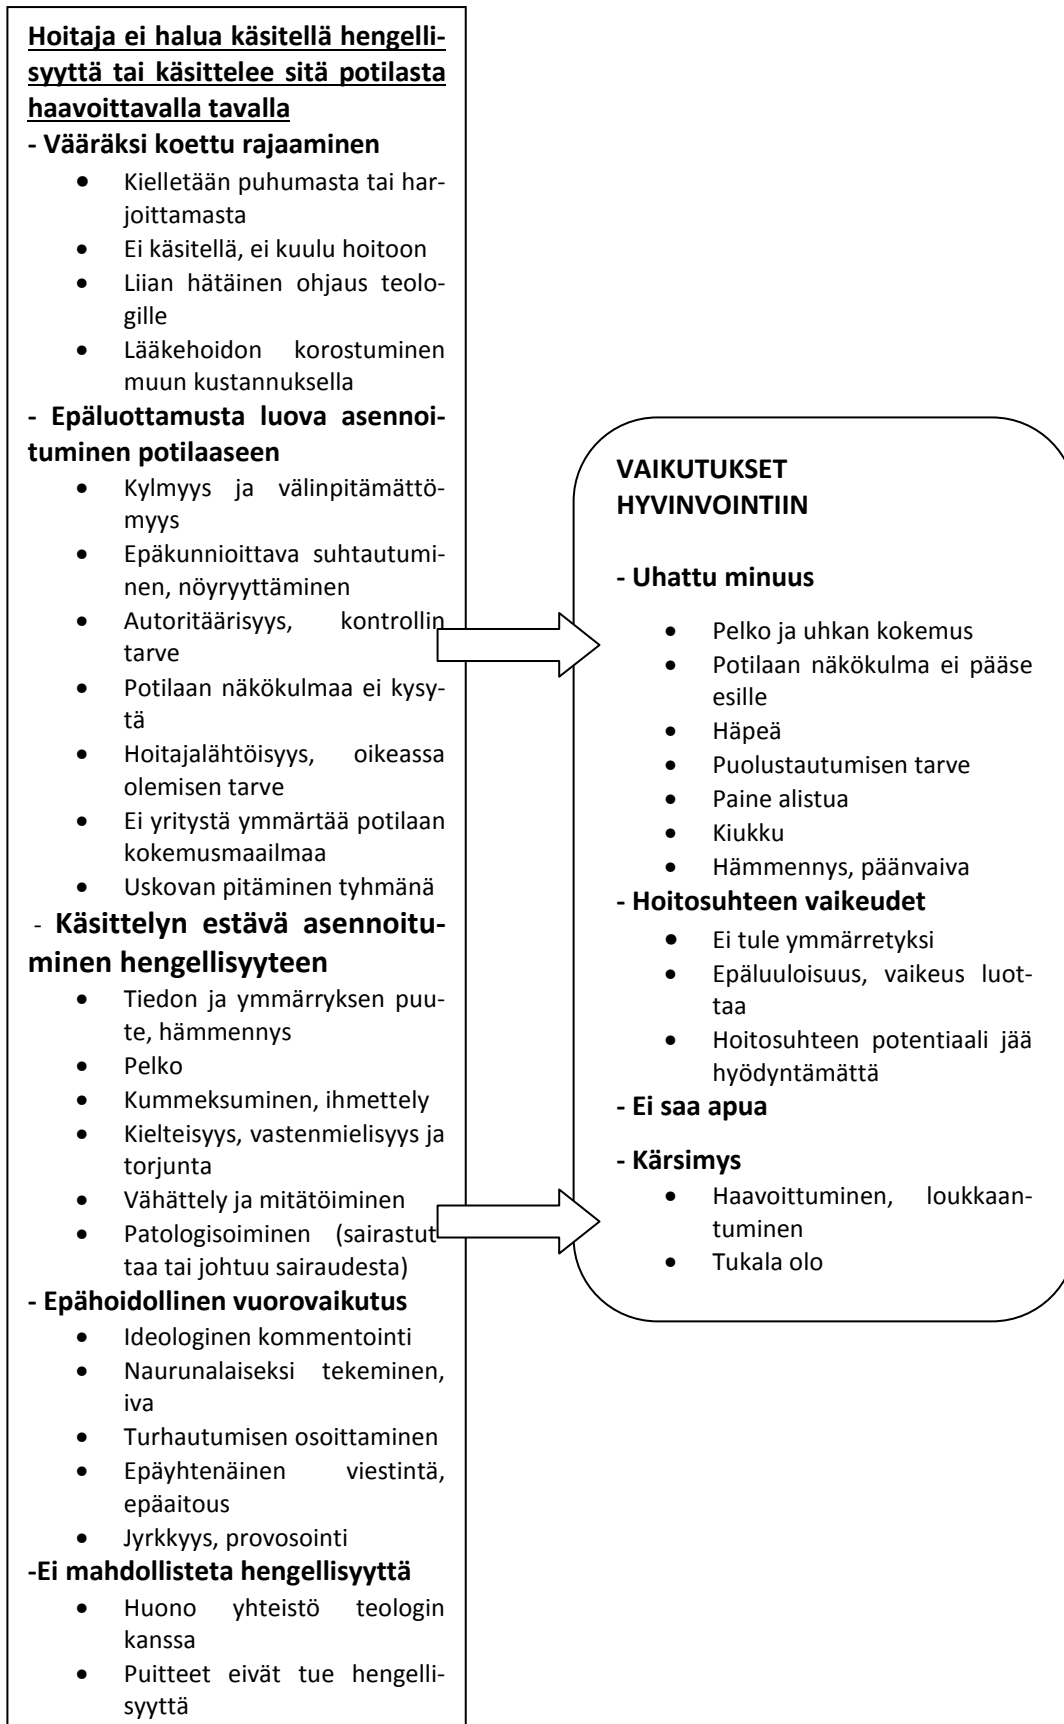 Hoitaja ei halua käsitellä hengelli-
syyttä tai käsittelee sitä potilasta
haavoittavalla tavalla
- Vääräksi koettu rajaaminen
• Kielletään puhumasta tai har-
joittamasta
• Ei käsitellä, ei kuulu hoitoon
• Liian hätäinen ohjaus teolo-
gille
• Lääkehoidon korostuminen
muun kustannuksella
- Epäluottamusta luova asennoi-
tuminen potilaaseen
• Kylmyys ja välinpitämättö-
myys
• Epäkunnioittava suhtautumi-
nen, nöyryyttäminen
• Autoritäärisyys, kontrollin
tarve
• Potilaan näkökulmaa ei kysy-
tä
• Hoitajalähtöisyys, oikeassa
olemisen tarve
• Ei yritystä ymmärtää potilaan
kokemusmaailmaa
• Uskovan pitäminen tyhmänä
- Käsittelyn estävä asennoitu-
minen hengellisyyteen
• Tiedon ja ymmärryksen puu-
te, hämmennys
• Pelko
• Kummeksuminen, ihmettely
• Kielteisyys, vastenmielisyys ja
torjunta
• Vähättely ja mitätöiminen
• Patologisoiminen (sairastut-
taa tai johtuu sairaudesta)
- Epähoidollinen vuorovaikutus
• Ideologinen kommentointi
• Naurunalaiseksi tekeminen,
iva
• Turhautumisen osoittaminen
• Epäyhtenäinen viestintä,
epäaitous
• Jyrkkyys, provosointi
-Ei mahdollisteta hengellisyyttä
• Huono yhteistö teologin
kanssa
• Puitteet eivät tue hengelli-
syyttä
VAIKUTUKSET
HYVINVOINTIIN
- Uhattu minuus
• Pelko ja uhkan kokemus
• Potilaan näkökulma ei pääse
esille
• Häpeä
• Puolustautumisen tarve
• Paine alistua
• Kiukku
• Hämmennys, päänvaiva
- Hoitosuhteen vaikeudet
• Ei tule ymmärretyksi
• Epäluuloisuus, vaikeus luot-
taa
• Hoitosuhteen potentiaali jää
hyödyntämättä
- Ei saa apua
- Kärsimys
• Haavoittuminen, loukkaan-
tuminen
• Tukala olo